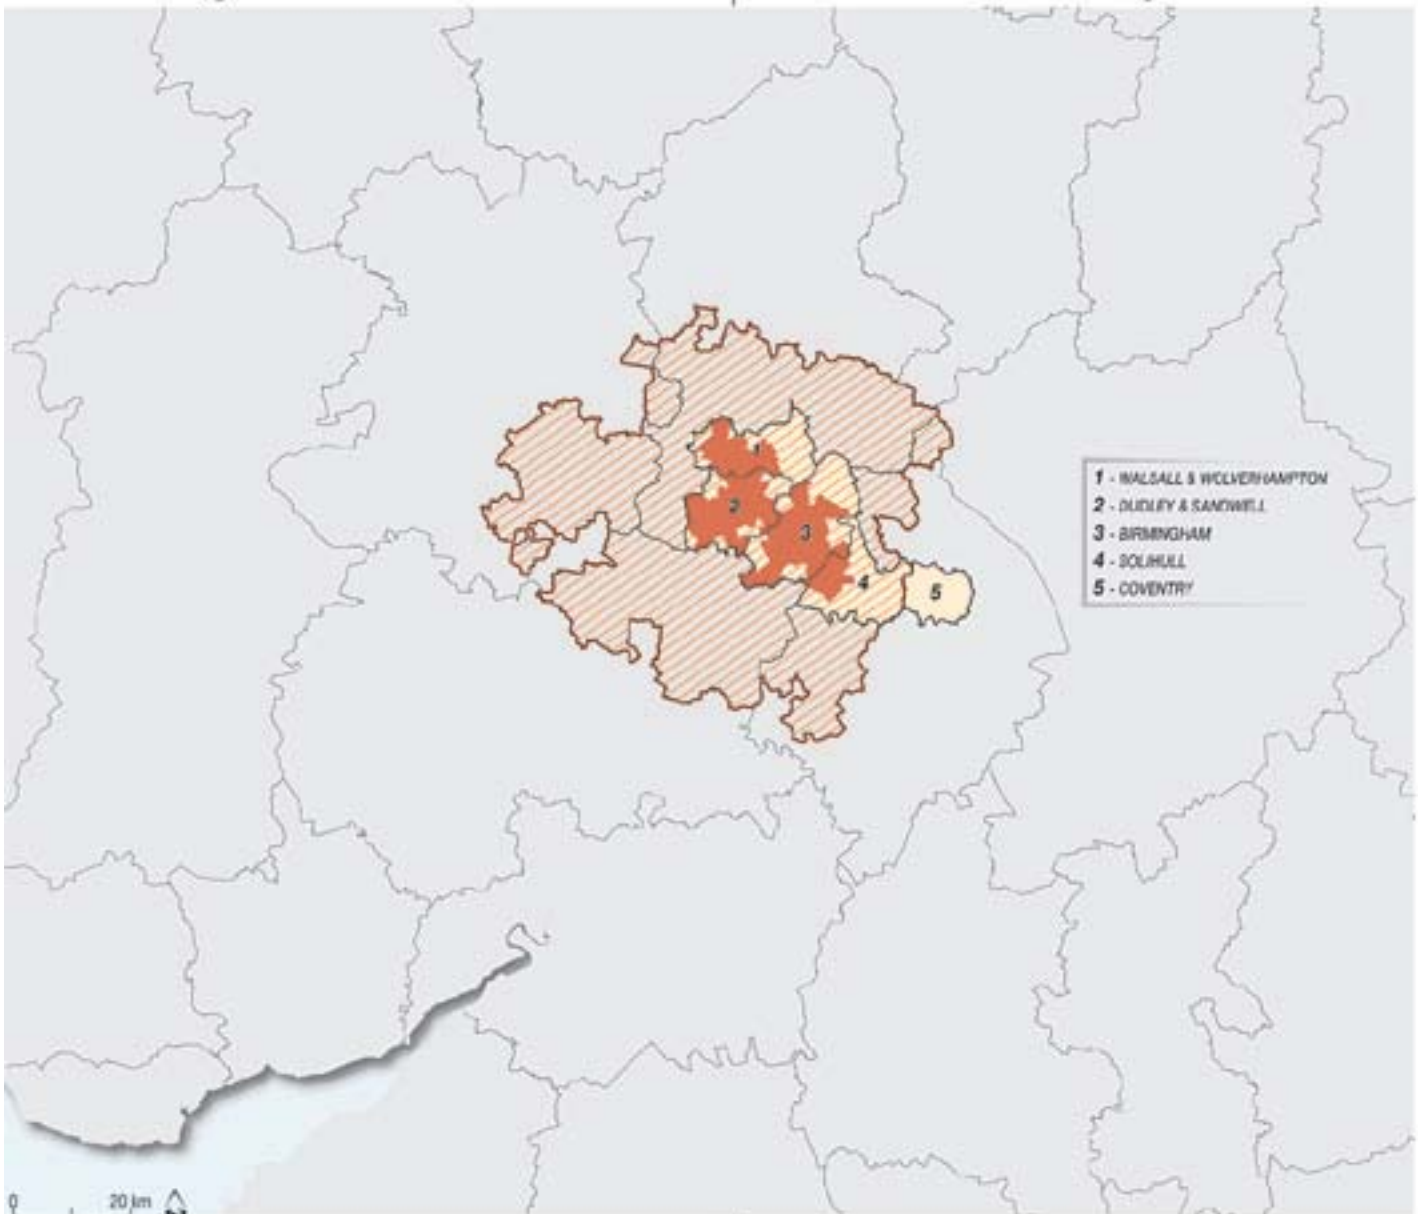 1
2
3
4
5
1 - WALSALL & WOLVERHAMPTON
2 - DUDLEY & SANDWELL
3 - BIRMINGHAM
4 - SOLIHULL
5 - COVENTRY
0 20 km